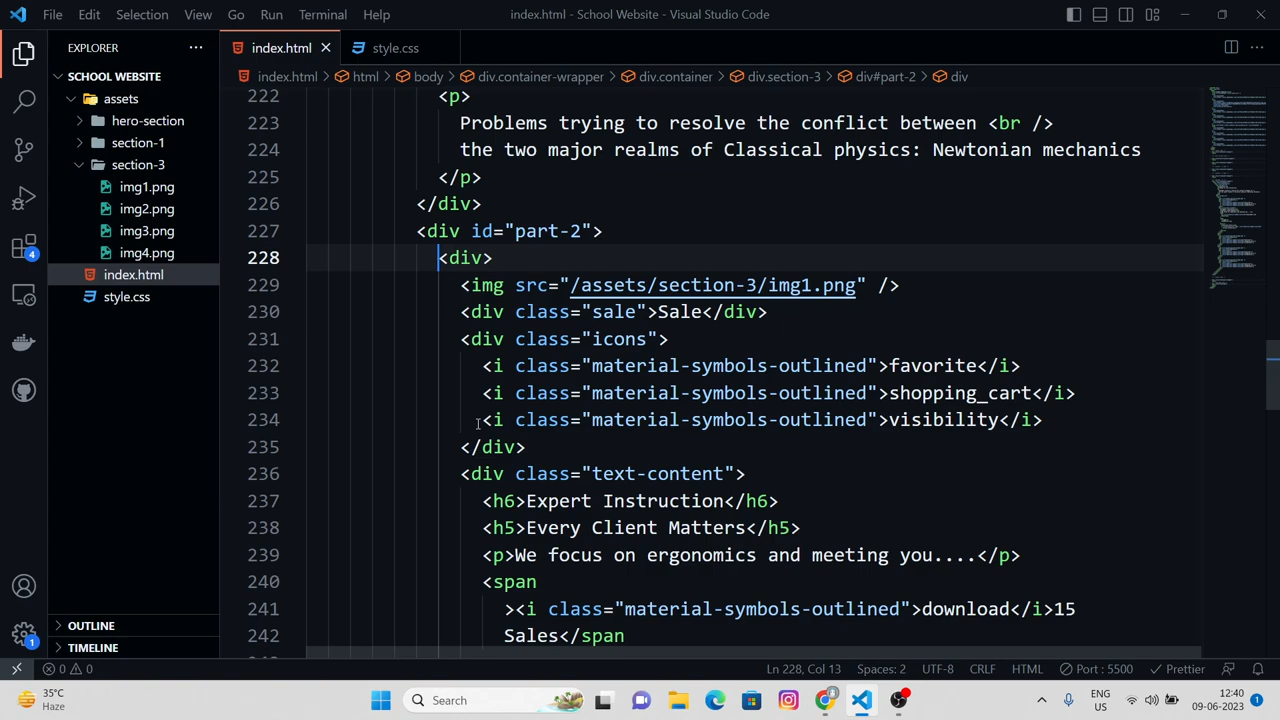 File Edit Selection View Go Run Terminal Help index.html - School Website - Visual Studio Code
EXPLORER
index.html
style.css
SCHOOL WEBSITE
assets
hero-section
section-1
section-3
img1.png
img2.png
img3.png
img4.png
index.html
style.css
OUTLINE
TIMELINE
4
1
index.html > html > body > div.container-wrapper > div.container > div.section-3 > div#part-2 > div
222 <p>
223 Problems trying to resolve the conflict between <br />
224 the two major realms of Classical physics: Newtonian mechanics
225 </p>
226 </div>
227 <div id="part-2">
228 <div>
229 <img src="/assets/section-3/img1.png" />
230 <div class="sale">Sale</div>
231 <div class="icons">
232 <i class="material-symbols-outlined">favorite</i>
233 <i class="material-symbols-outlined">shopping_cart</i>
234 <i class="material-symbols-outlined">visibility</i>
235 </div>
236 <div class="text-content">
237 <h6>Expert Instruction</h6>
238 <h5>Every Client Matters</h5>
239 <p>We focus on ergonomics and meeting you....</p>
240 <span
241 ><i class="material-symbols-outlined">download</i>15
242 Sales</span
0 0 Ln 228, Col 13 Spaces: 2 UTF-8 CRLF HTML Port : 5500 Prettier
35°C
Haze
Search
ENG
US
12:40
09-06-2023
1